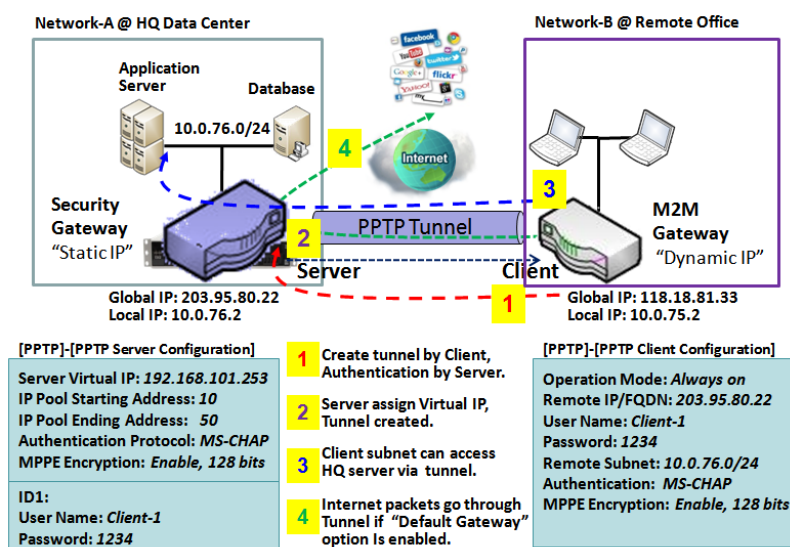 Network-A @ HQ Data Center
Network-B @ Remote Office
facebook
You Tube
twitter
Google+
flickr
YAHOO!
Application
Server
Database
10.0.76.0/24
4
Internet
3
Security
Gateway
"Static IP"
2
PPTP Tunnel
M2M
Gateway
"Dynamic IP"
Server
Client
1
Global IP: 203.95.80.22
Local IP: 10.0.76.2
Global IP: 118.18.81.33
Local IP: 10.0.75.2
[PPTP]-[PPTP Server Configuration]
Server Virtual IP: 192.168.101.253
IP Pool Starting Address: 10
IP Pool Ending Address: 50
Authentication Protocol: MS-CHAP
MPPE Encryption: Enable, 128 bits
ID1:
User Name: Client-1
Password: 1234
1 Create tunnel by Client,
Authentication by Server.
2 Server assign Virtual IP,
Tunnel created.
3 Client subnet can access
HQ server via tunnel.
4 Internet packets go through
Tunnel if "Default Gateway"
option Is enabled.
[PPTP]-[PPTP Client Configuration]
Operation Mode: Always on
Remote IP/FQDN: 203.95.80.22
User Name: Client-1
Password: 1234
Remote Subnet: 10.0.76.0/24
Authentication: MS-CHAP
MPPE Encryption: Enable, 128 bits